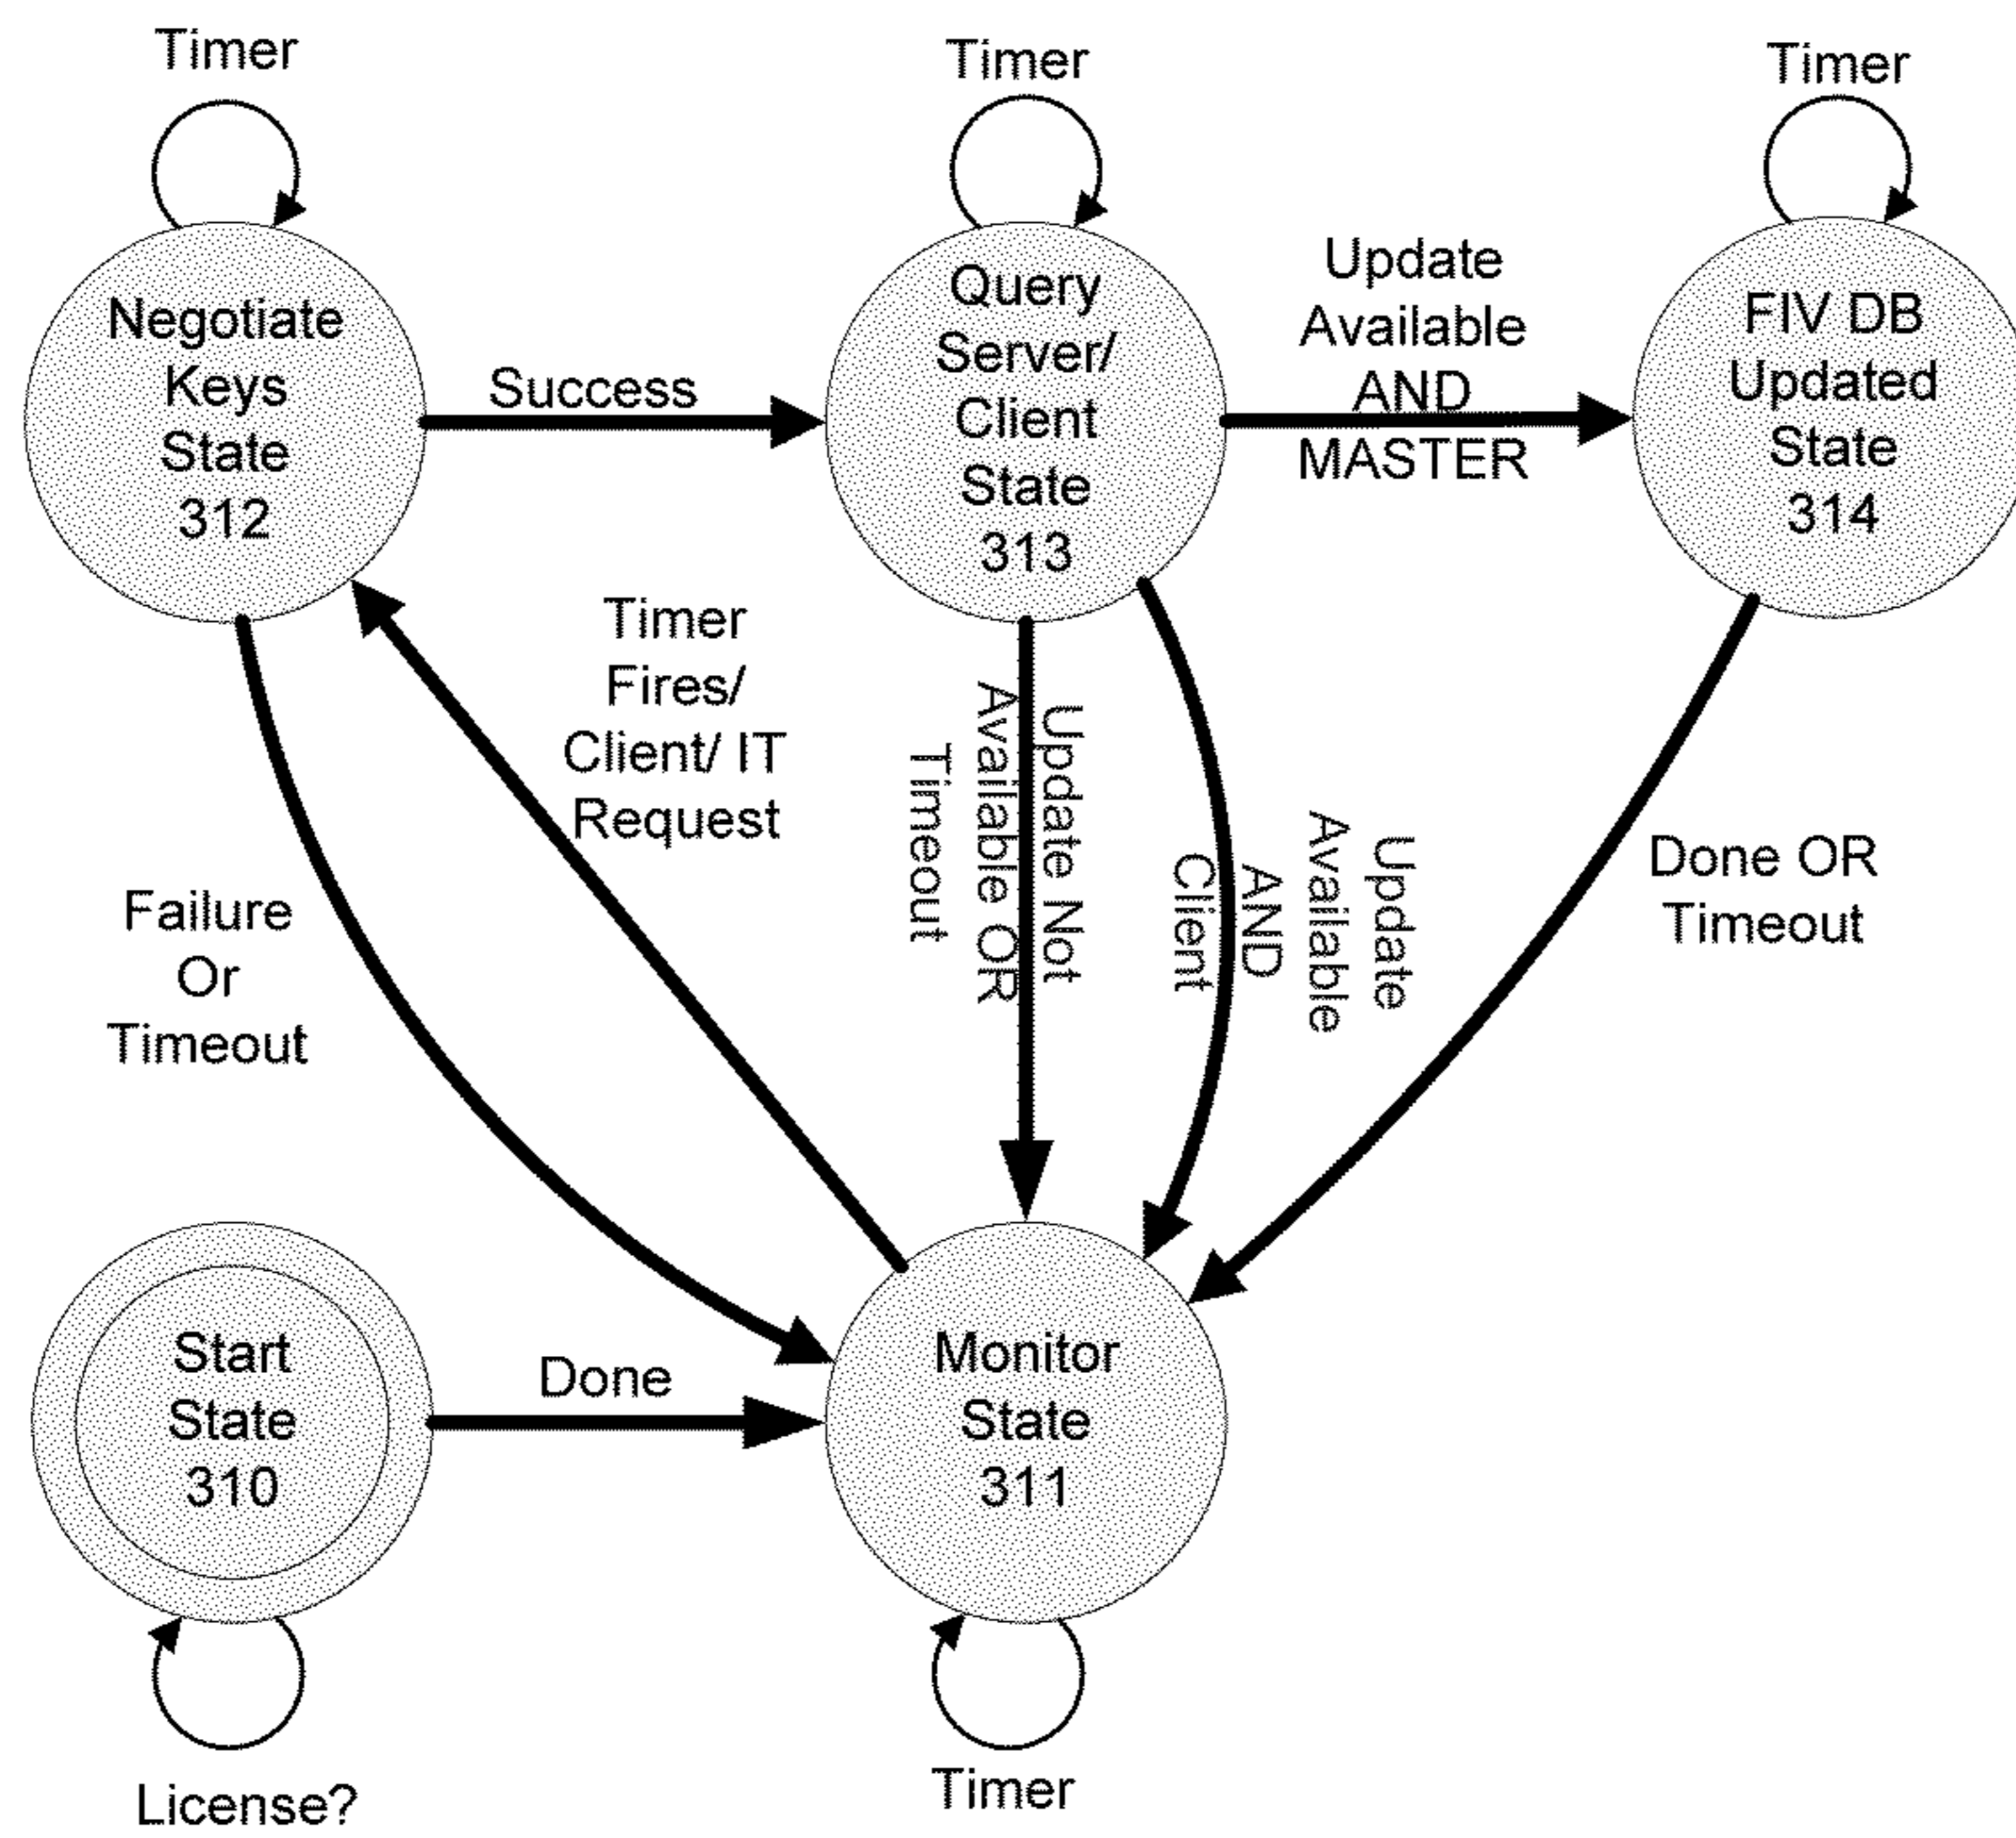 Timer
Timer
Timer
Negotiate
Keys
State
312
Success
Query
Server/
Client
State
313
Update
Available
AND
MASTER
FIV DB
Updated
State
314
Timer
Fires/
Client/ IT
Request
Failure
Or
Timeout
Update Not
Available OR
Timeout
Update
Available
AND
Client
Done OR
Timeout
Start
State
310
Done
Monitor
State
311
License?
Timer